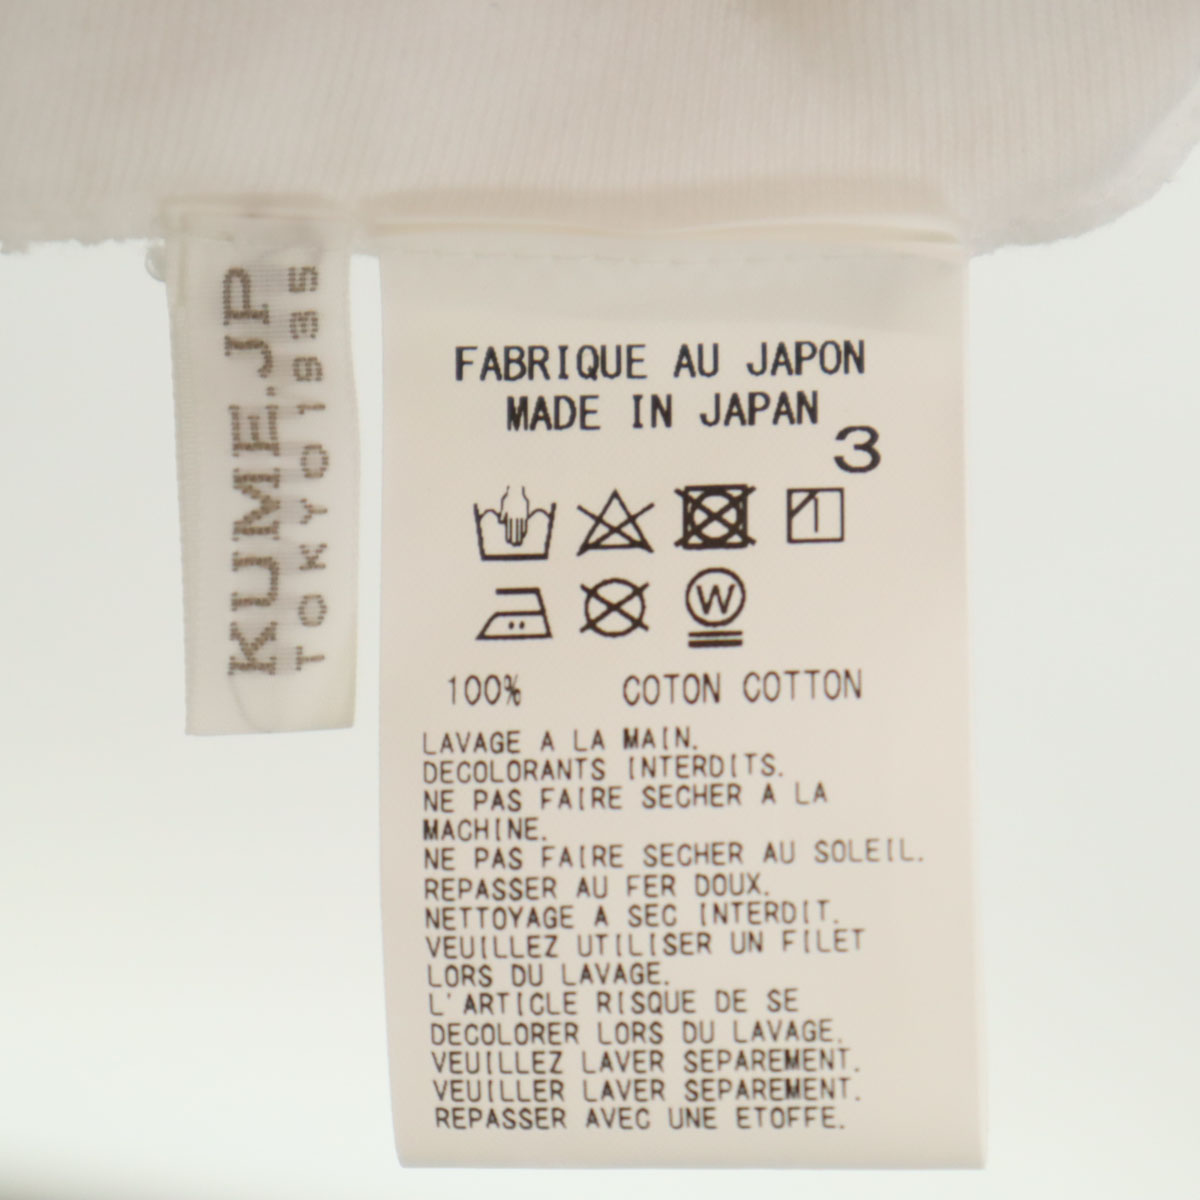 KUME.JP
TOKYO 1935
FABRIQUE AU JAPON
MADE IN JAPAN
3
W
100% COTON COTTON
LAVAGE A LA MAIN.
DECOLORANTS INTERDITS.
NE PAS FAIRE SECHER A LA
MACHINE.
NE PAS FAIRE SECHER AU SOLEIL.
REPASSER AU FER DOUX.
NETTOYAGE A SEC INTERDIT.
VEUILLEZ UTILISER UN FILET
LORS DU LAVAGE.
L'ARTICLE RISQUE DE SE
DECOLORER LORS DU LAVAGE.
VEUILLEZ LAVER SEPAREMENT.
VEUILLER LAVER SEPAREMENT.
REPASSER AVEC UNE ETOFFE.